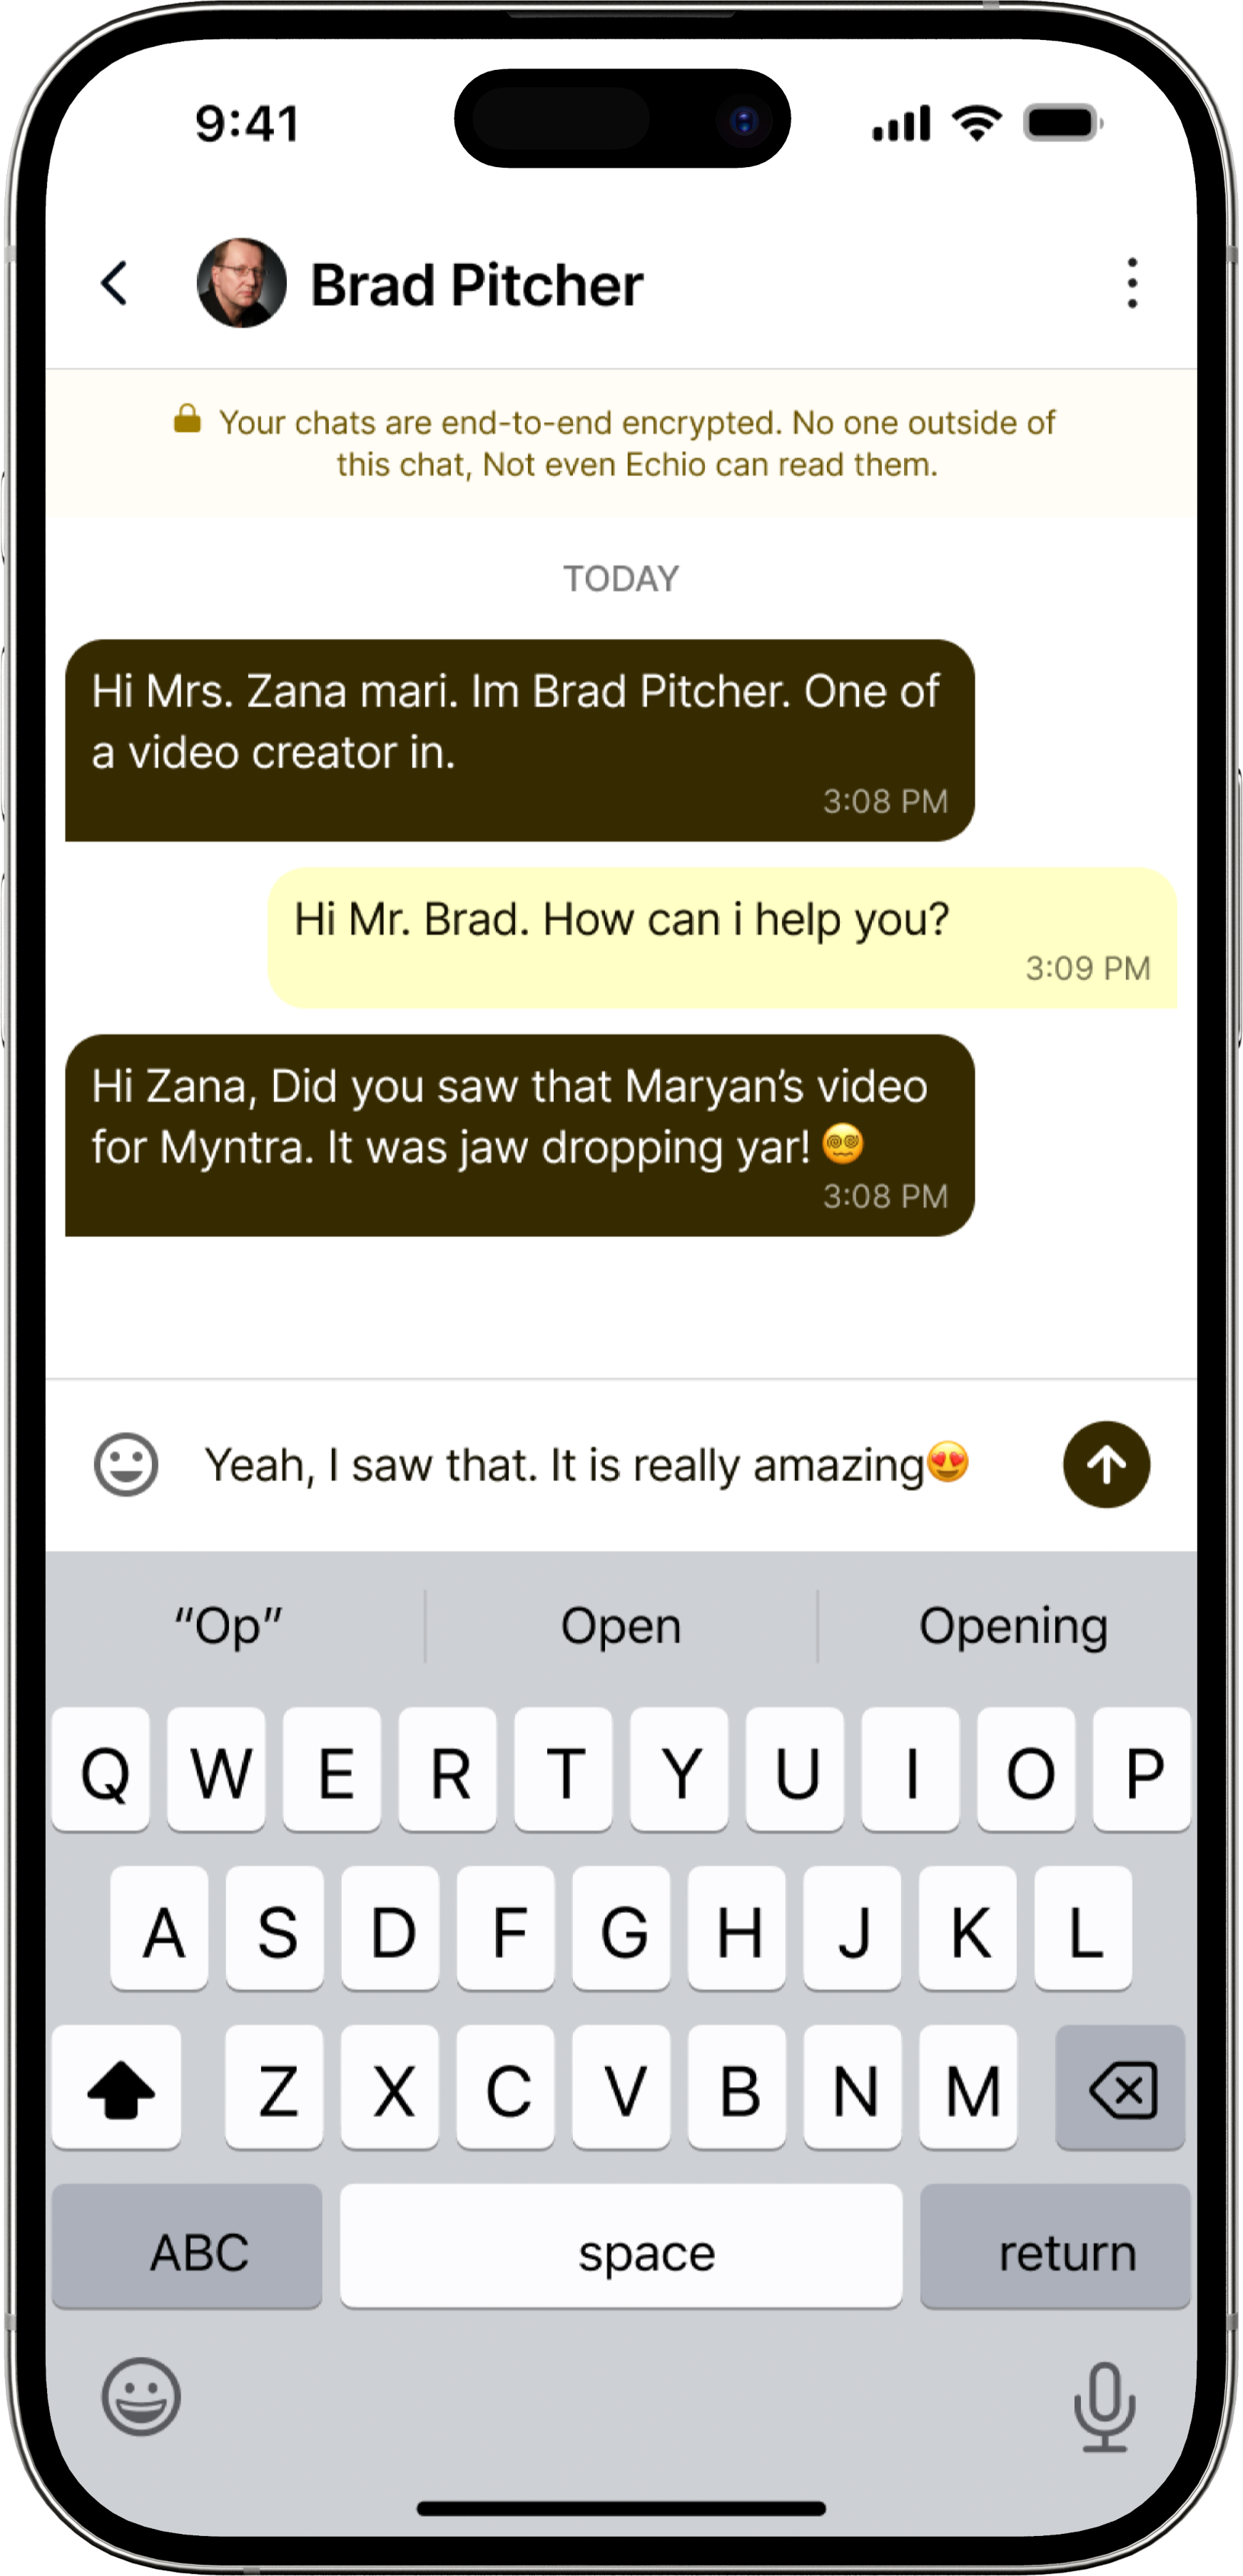 9:41
Brad Pitcher
Your chats are end-to-end encrypted. No one outside of
this chat, Not even Echio can read them.
TODAY
Hi Mrs. Zana mari. Im Brad Pitcher. One of
a video creator in.
3:08 PM
Hi Mr. Brad. How can i help you?
3:09 PM
Hi Zana, Did you saw that Maryan’s video
for Myntra. It was jaw dropping yar! 😵‍💫
3:08 PM
Yeah, I saw that. It is really amazing😍
“Op” Open Opening
Q W E R T Y U I O P
A S D F G H J K L
Z X C V B N M
ABC space return